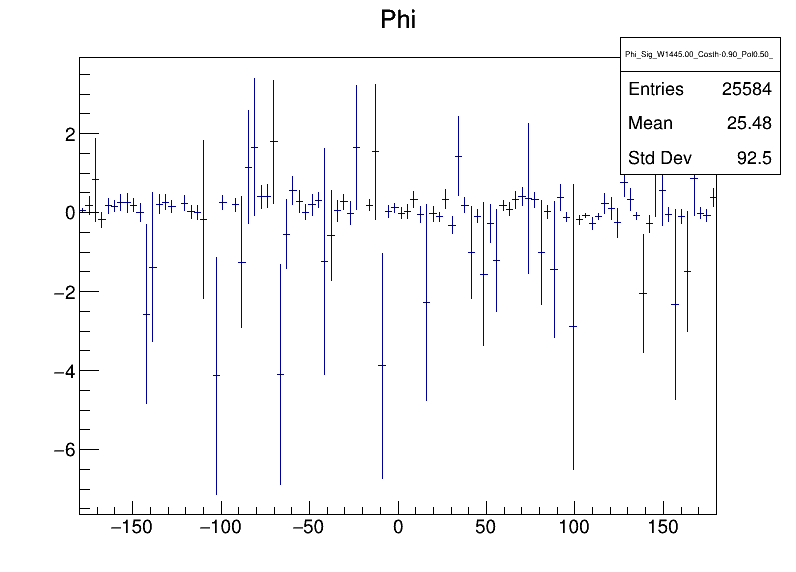 Phi
Phi_Sig_W1445.00_Costh-0.90_Pol0.50_
Entries 25584
Mean 25.48
Std Dev 92.5
2
0
−2
−4
−6
−150 −100 −50 0 50 100 150